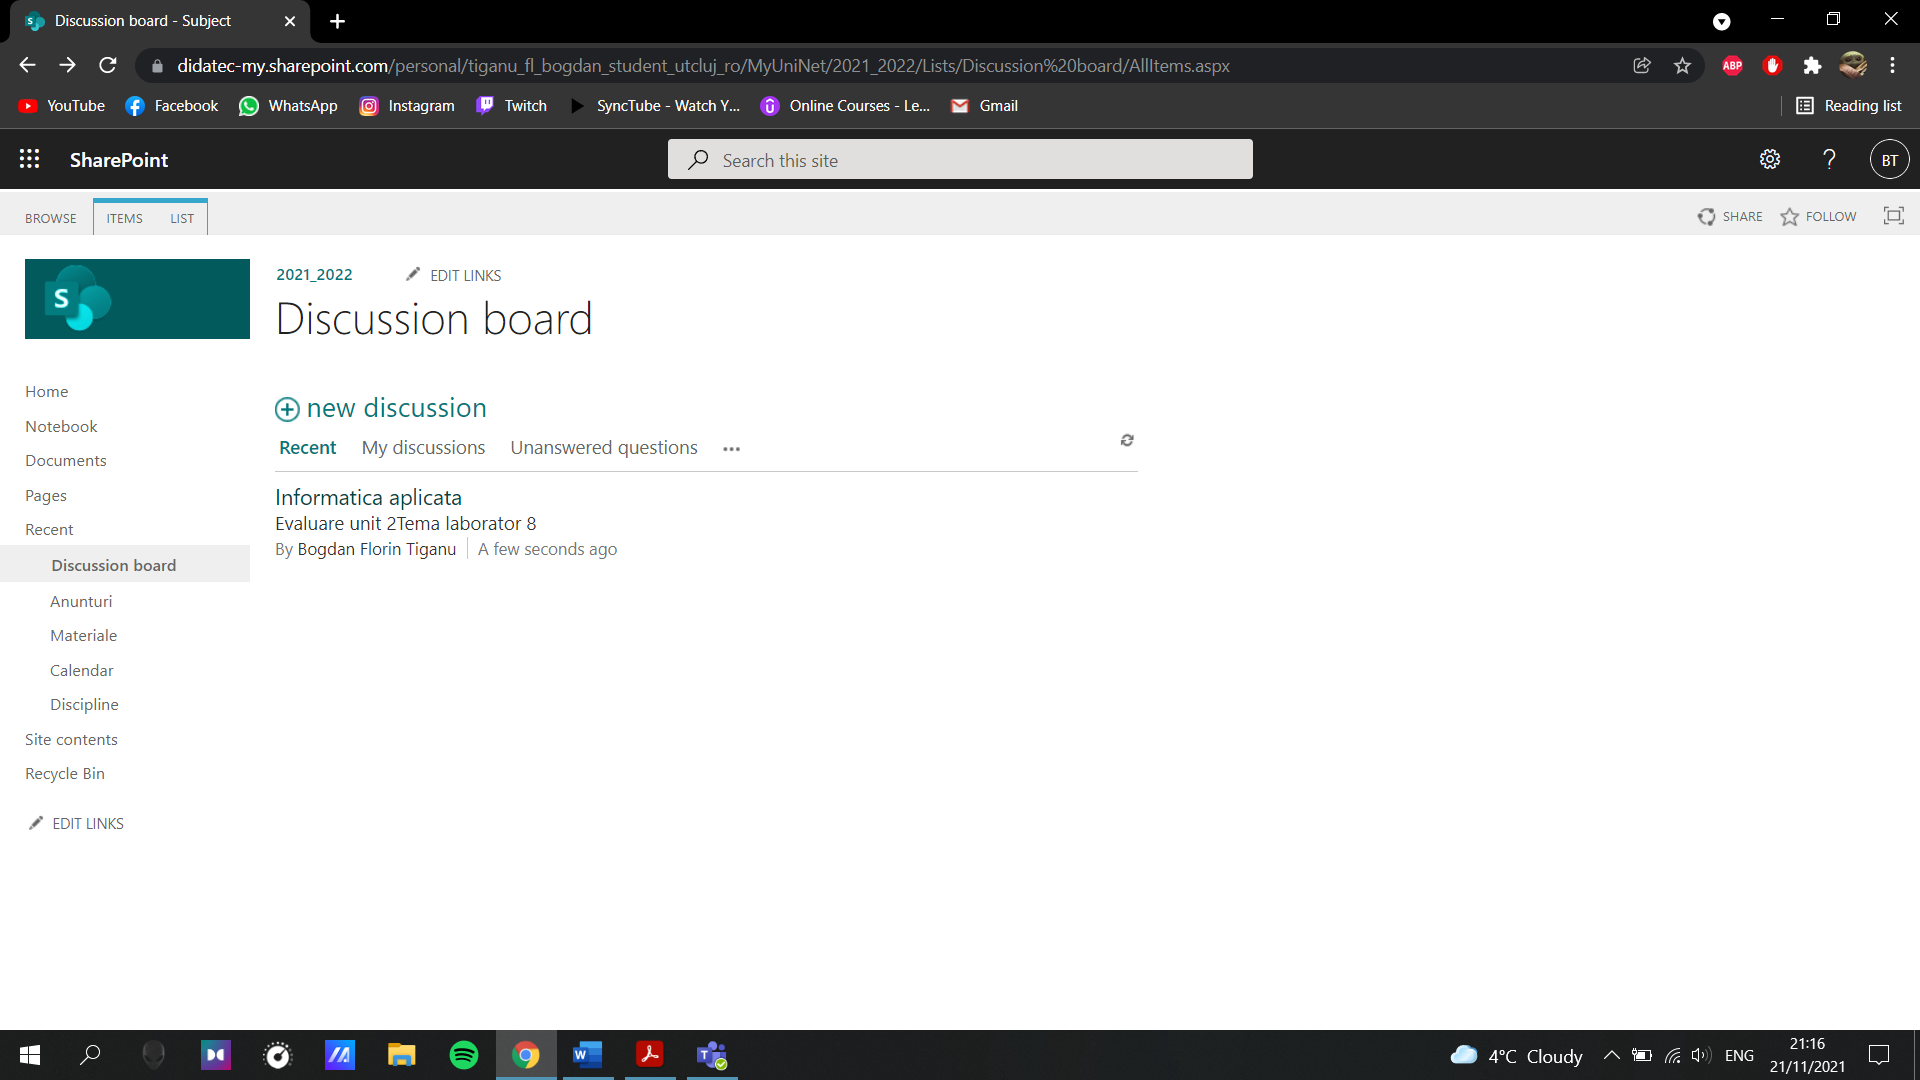 Discussion board - Subject
didatec-my.sharepoint.com/personal/tiganu_fl_bogdan_student_utcluj_ro/MyUniNet/2021_2022/Lists/Discussion%20board/AllItems.aspx
ABP
YouTube Facebook WhatsApp Instagram Twitch SyncTube - Watch Y... Online Courses - Le... Gmail Reading list
SharePoint Search this site ? BT
BROWSE ITEMS LIST SHARE FOLLOW
S
2021_2022 EDIT LINKS
Discussion board
Home
Notebook
Documents
Pages
Recent
Discussion board
Anunturi
Materiale
Calendar
Discipline
Site contents
Recycle Bin
EDIT LINKS
new discussion
Recent My discussions Unanswered questions ...
Informatica aplicata
Evaluare unit 2Tema laborator 8
By Bogdan Florin Tiganu A few seconds ago
4°C Cloudy ENG 21:16
21/11/2021